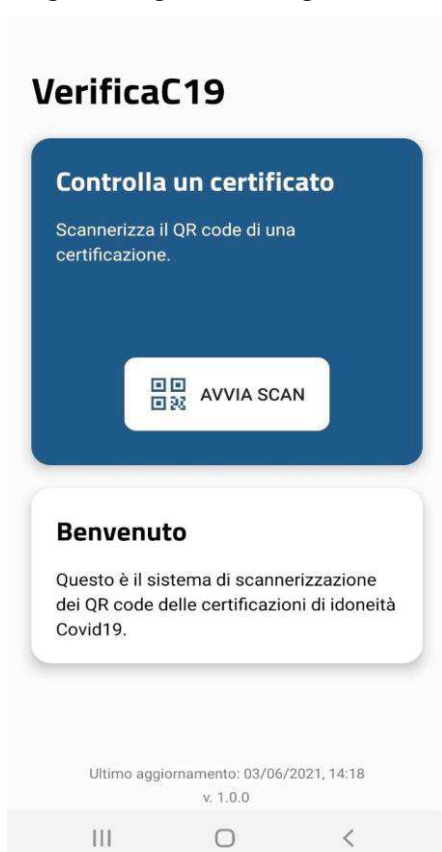 VerificaC19
Controlla un certificato
Scannerizza il QR code di una
certificazione.
AVVIA SCAN
Benvenuto
Questo è il sistema di scannerizzazione
dei QR code delle certificazioni di idoneità
Covid19.
Ultimo aggiornamento: 03/06/2021, 14:18
v. 1.0.0